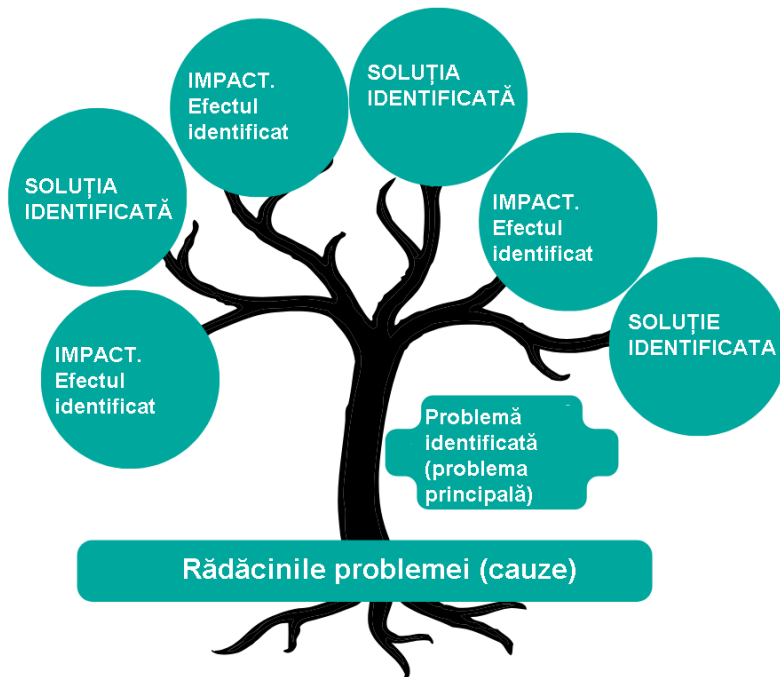 IMPACT.
Efectul
identificat
SOLUȚIA
IDENTIFICATĂ
SOLUȚIA
IDENTIFICATĂ
IMPACT.
Efectul
identificat
SOLUȚIE
IDENTIFICATA
IMPACT.
Efectul
identificat
Problemă
identificată
(problema
principală)
Rădăcinile problemei (cauze)